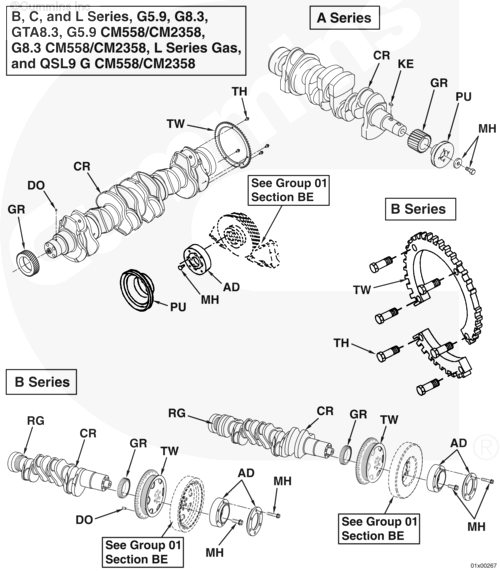 ©Cummins Inc
B, C, and L Series, G5.9, G8.3,
GTA8.3, G5.9 CM558/CM2358,
G8.3 CM558/CM2358, L Series Gas,
and QSL9 G CM558/CM2358
A Series
CR
KE
GR
PU
MH
TH
TW
CR
DO
GR
See Group 01
Section BE
AD
MH
PU
B Series
TW
TH
B Series
RG
CR
GR
TW
DO
AD
MH
MH
See Group 01
Section BE
RG
CR
GR
TW
AD
MH
See Group 01
Section BE
cummins
®
01x00267